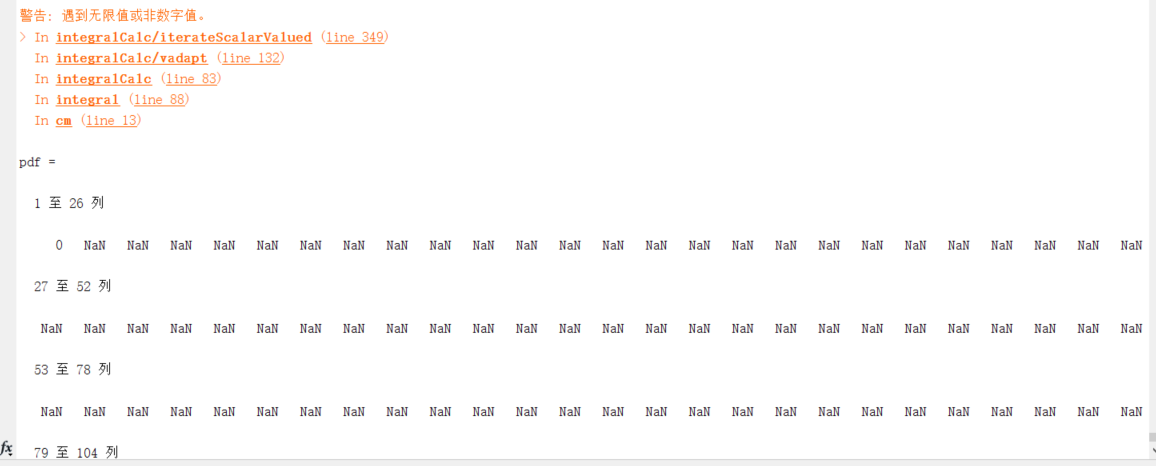 警告: 遇到无限值或非数字值。
> In integralCalc/iterateScalarValued (line 349)
In integralCalc/vadapt (line 132)
In integralCalc (line 83)
In integral (line 88)
In cm (line 13)
pdf =
1 至 26 列
0 NaN NaN NaN NaN NaN NaN NaN NaN NaN NaN NaN NaN NaN NaN NaN NaN NaN NaN NaN NaN NaN NaN NaN NaN NaN
27 至 52 列
NaN NaN NaN NaN NaN NaN NaN NaN NaN NaN NaN NaN NaN NaN NaN NaN NaN NaN NaN NaN NaN NaN NaN NaN NaN NaN
53 至 78 列
NaN NaN NaN NaN NaN NaN NaN NaN NaN NaN NaN NaN NaN NaN NaN NaN NaN NaN NaN NaN NaN NaN NaN NaN NaN NaN
fx 79 至 104 列